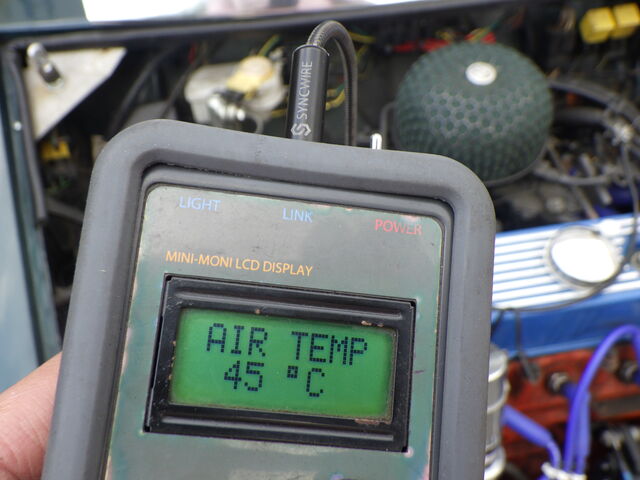 SYNCWIRE
LIGHT LINK POWER
MINI-MONI LCD DISPLAY
AIR TEMP
45 °C